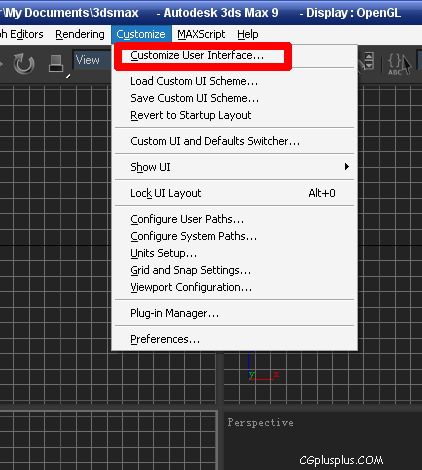 r\My Documents\3dsmax - Autodesk 3ds Max 9 - Display : OpenGL
ph Editors Rendering Customize MAXScript Help
View
ABC
Customize User Interface...
Load Custom UI Scheme...
Save Custom UI Scheme...
Revert to Startup Layout
Custom UI and Defaults Switcher...
Show UI
Lock UI Layout Alt+0
Configure User Paths...
Configure System Paths...
Units Setup...
Grid and Snap Settings...
Viewport Configuration...
Plug-in Manager...
Preferences...
y x
Perspective
CGplusplus.COM